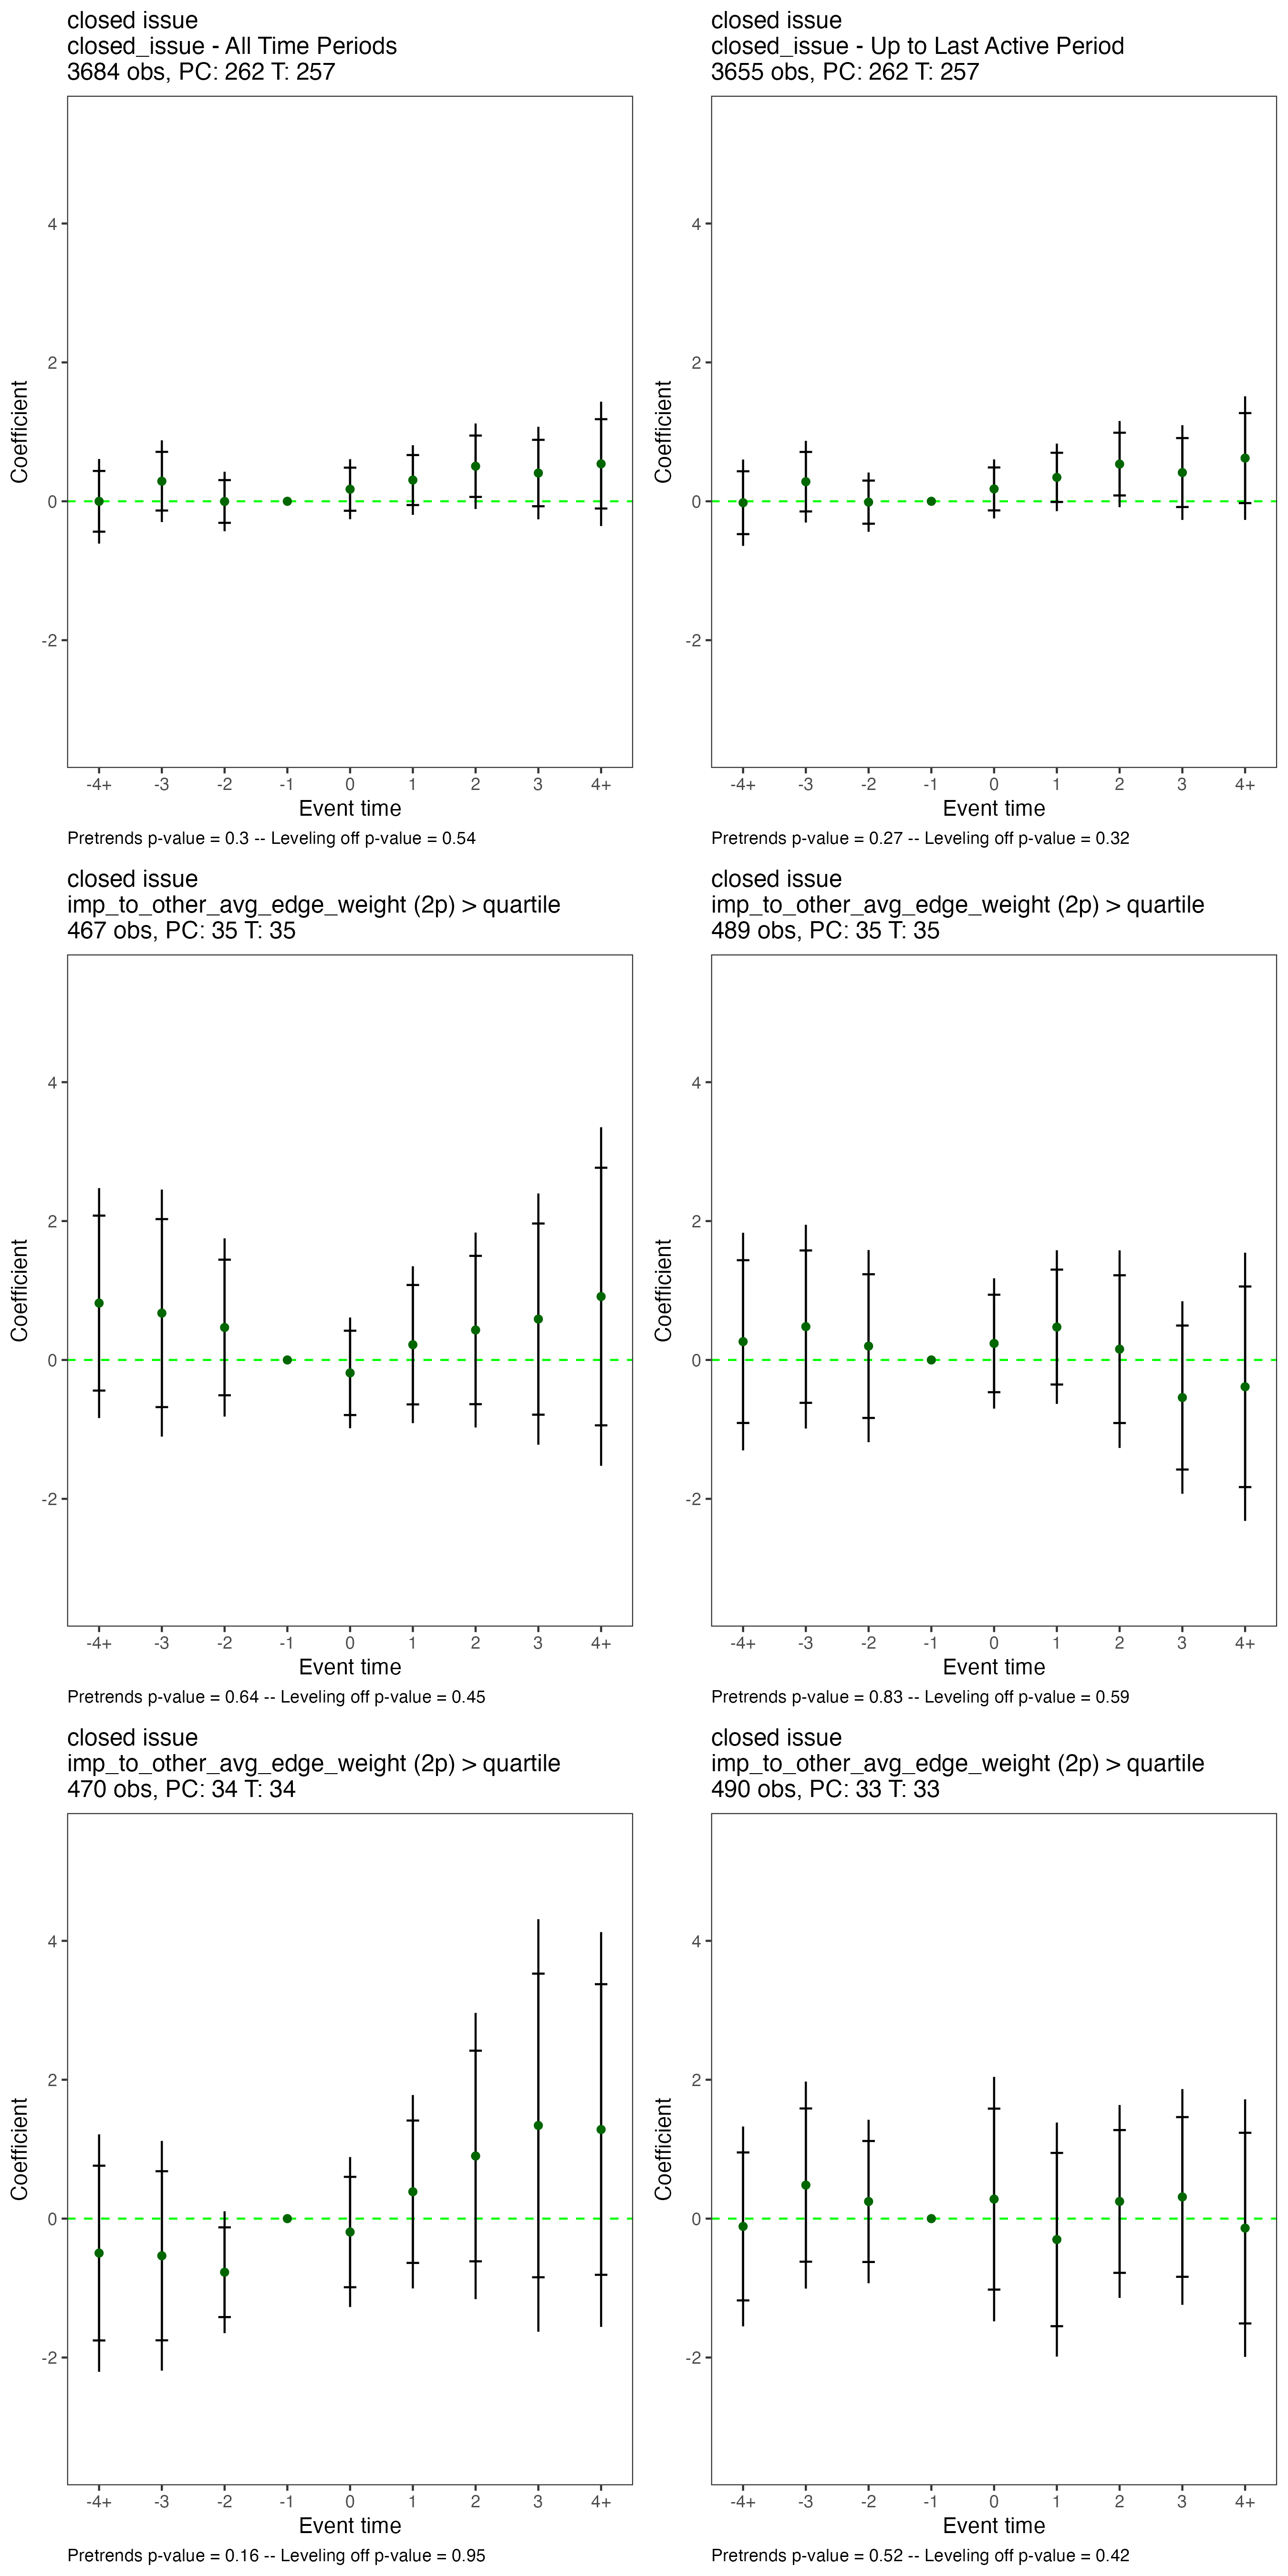 closed issue
closed_issue - All Time Periods
3684 obs, PC: 262 T: 257
4
2
0
-2
Coefficient
-4+ -3 -2 -1 0 1 2 3 4+
Event time
Pretrends p-value = 0.3 -- Leveling off p-value = 0.54
closed issue
closed_issue - Up to Last Active Period
3655 obs, PC: 262 T: 257
4
2
0
-2
Coefficient
-4+ -3 -2 -1 0 1 2 3 4+
Event time
Pretrends p-value = 0.27 -- Leveling off p-value = 0.32
closed issue
imp_to_other_avg_edge_weight (2p) > quartile
467 obs, PC: 35 T: 35
4
2
0
-2
Coefficient
-4+ -3 -2 -1 0 1 2 3 4+
Event time
Pretrends p-value = 0.64 -- Leveling off p-value = 0.45
closed issue
imp_to_other_avg_edge_weight (2p) > quartile
489 obs, PC: 35 T: 35
4
2
0
-2
Coefficient
-4+ -3 -2 -1 0 1 2 3 4+
Event time
Pretrends p-value = 0.83 -- Leveling off p-value = 0.59
closed issue
imp_to_other_avg_edge_weight (2p) > quartile
470 obs, PC: 34 T: 34
4
2
0
-2
Coefficient
-4+ -3 -2 -1 0 1 2 3 4+
Event time
Pretrends p-value = 0.16 -- Leveling off p-value = 0.95
closed issue
imp_to_other_avg_edge_weight (2p) > quartile
490 obs, PC: 33 T: 33
4
2
0
-2
Coefficient
-4+ -3 -2 -1 0 1 2 3 4+
Event time
Pretrends p-value = 0.52 -- Leveling off p-value = 0.42